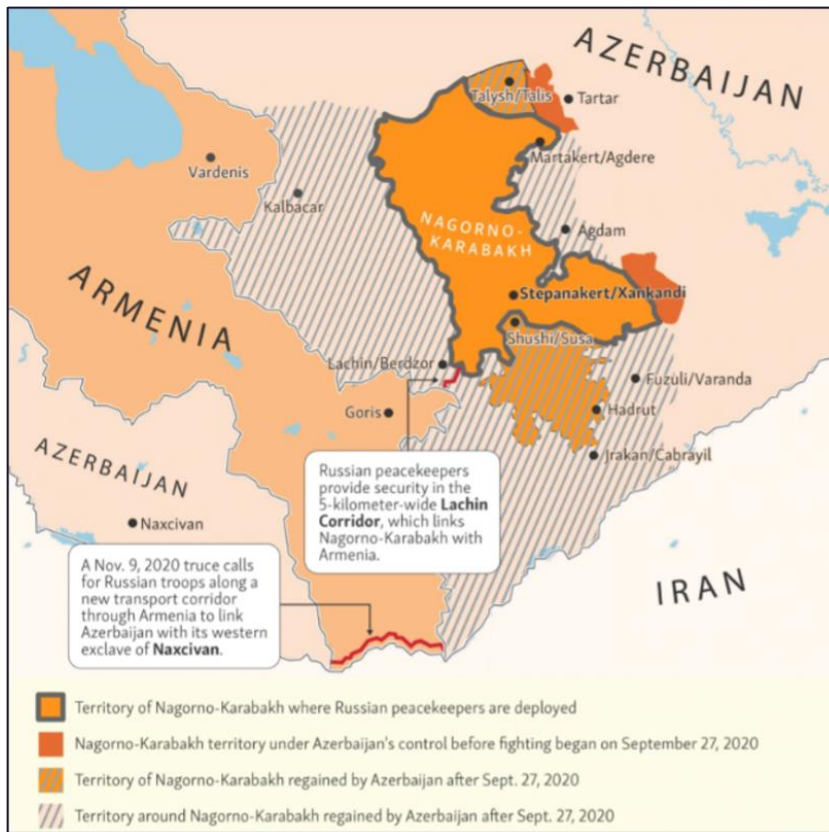 AZERBAIJAN
Talysh/Talis
Tartar
Martakert/Agdere
Vardenis
Kalbacar
NAGORNO-
KARABAKH
Agdam
ARMENIA
Stepanakert/Xankandi
Shushi/Susa
Lachin/Berdzor
Fuzuli/Varanda
Goris
Hadrut
AZERBAIJAN
Jrakan/Cabrayil
Russian peacekeepers
provide security in the
5-kilometer-wide Lachin
Corridor, which links
Nagorno-Karabakh with
Armenia.
Naxcivan
A Nov. 9, 2020 truce calls
for Russian troops along a
new transport corridor
through Armenia to link
Azerbaijan with its western
exclave of Naxcivan.
IRAN
Territory of Nagorno-Karabakh where Russian peacekeepers are deployed
Nagorno-Karabakh territory under Azerbaijan's control before fighting began on September 27, 2020
Territory of Nagorno-Karabakh regained by Azerbaijan after Sept. 27, 2020
Territory around Nagorno-Karabakh regained by Azerbaijan after Sept. 27, 2020